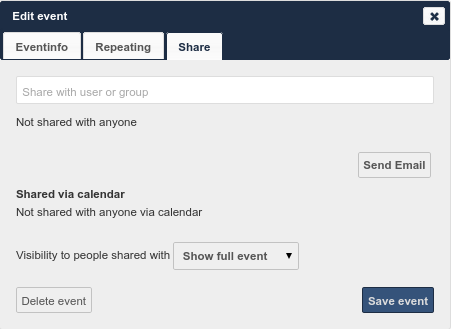 Edit event
Eventinfo Repeating Share
Share with user or group
Not shared with anyone
Send Email
Shared via calendar
Not shared with anyone via calendar
Visibility to people shared with Show full event
Delete event Save event